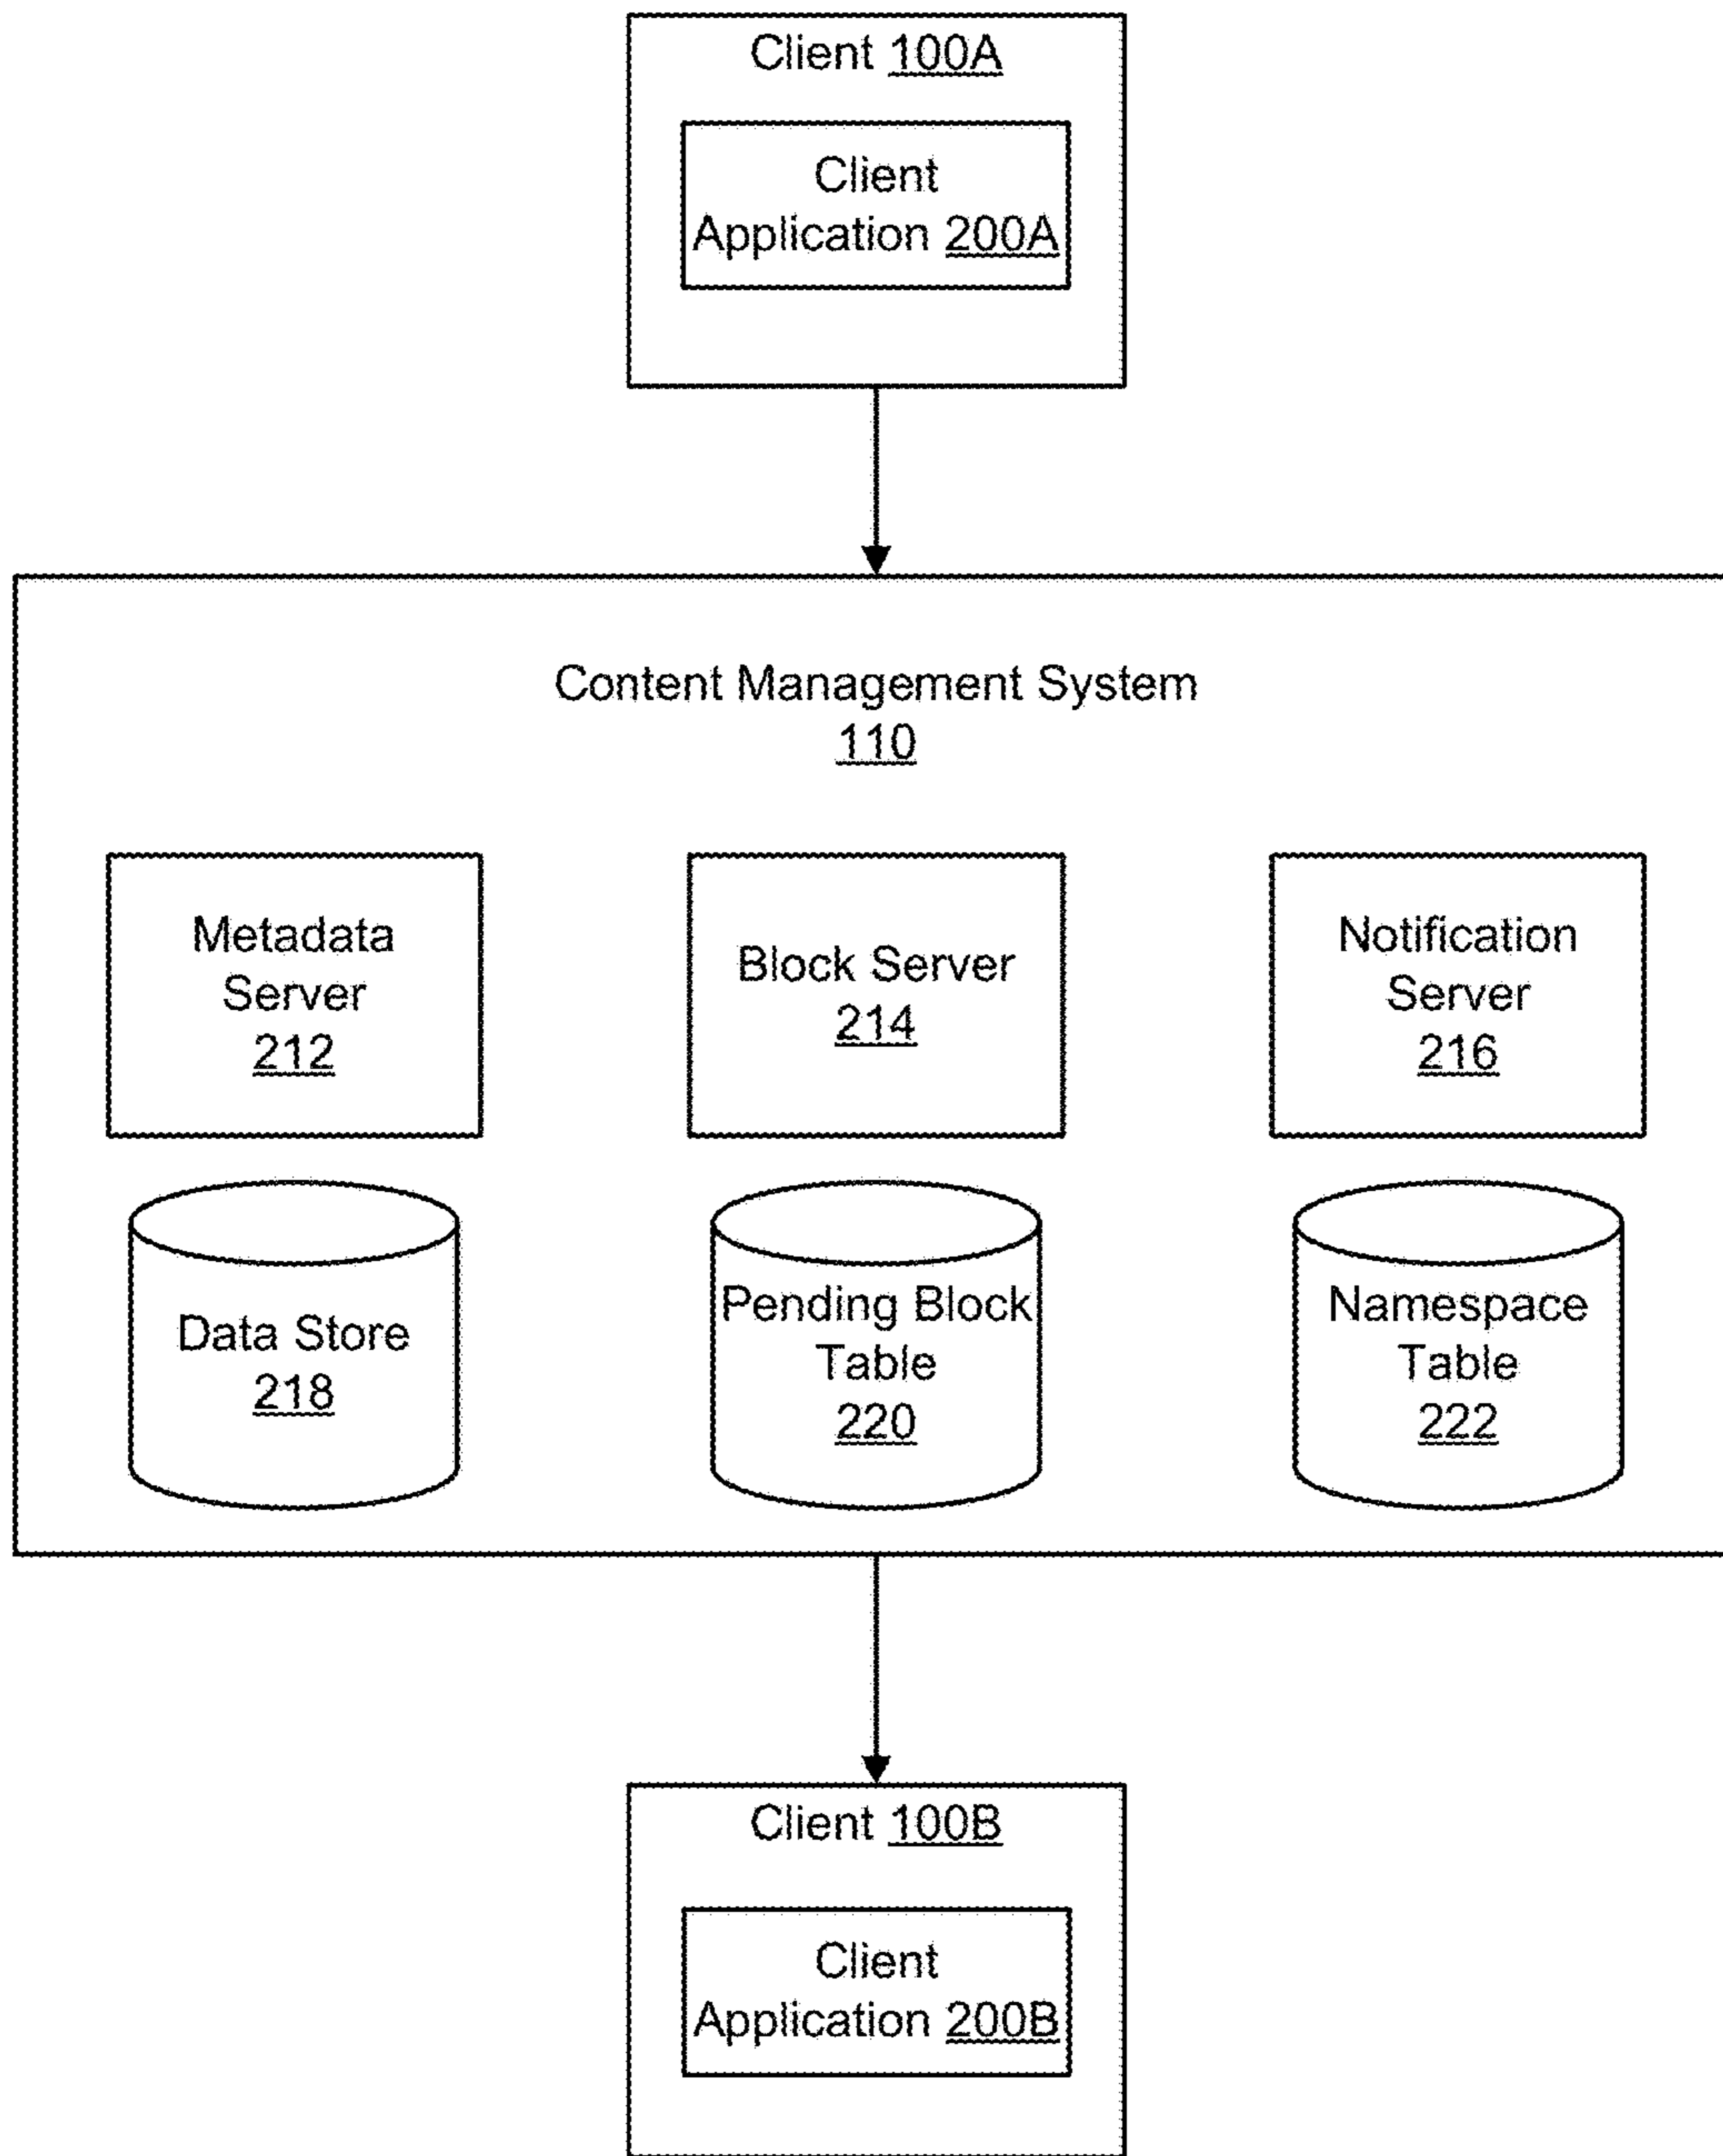 Client 100A
Client
Application 200A
Content Management System
110
Metadata
Server
212
Block Server
214
Notification
Server
216
Data Store
218
Pending Block
Table
220
Namespace
Table
222
Client 100B
Client
Application 200B